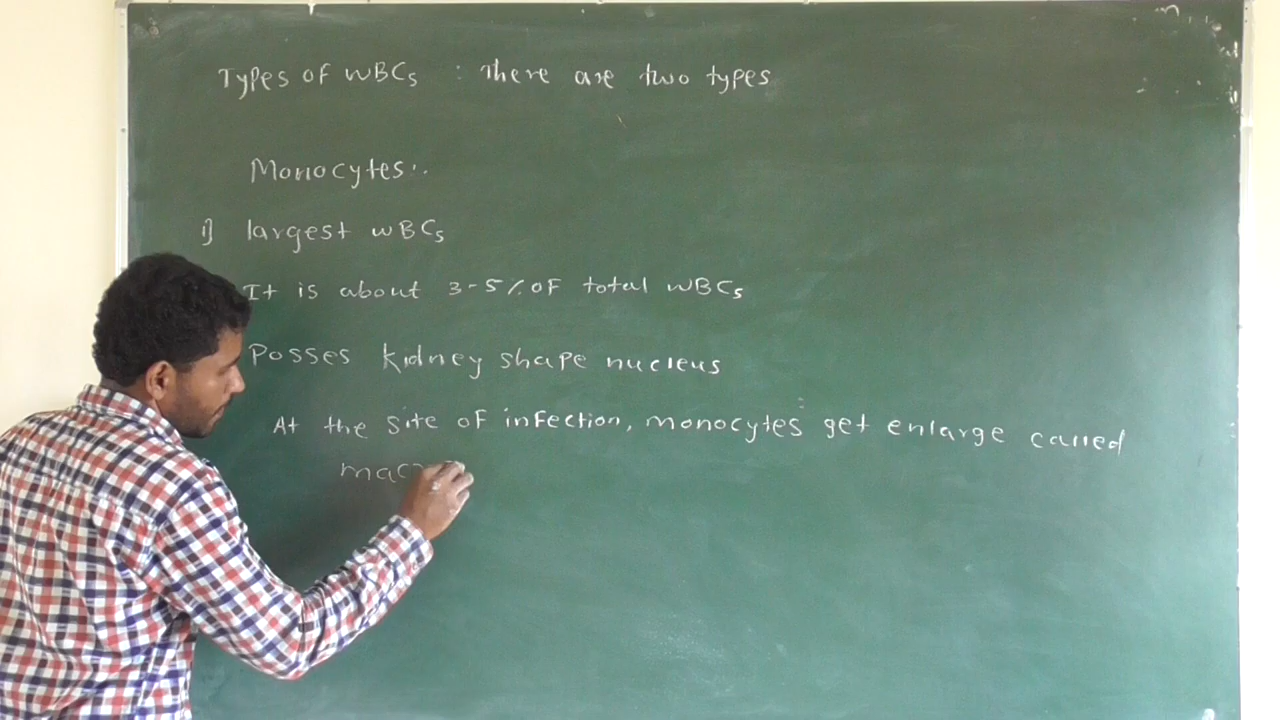 Types of WBCs : There are two types
Monocytes:.
1) largest WBCs
It is about 3-5% of total WBCs
Posses kidney shape nucleus
At the site of infection, monocytes get enlarge called